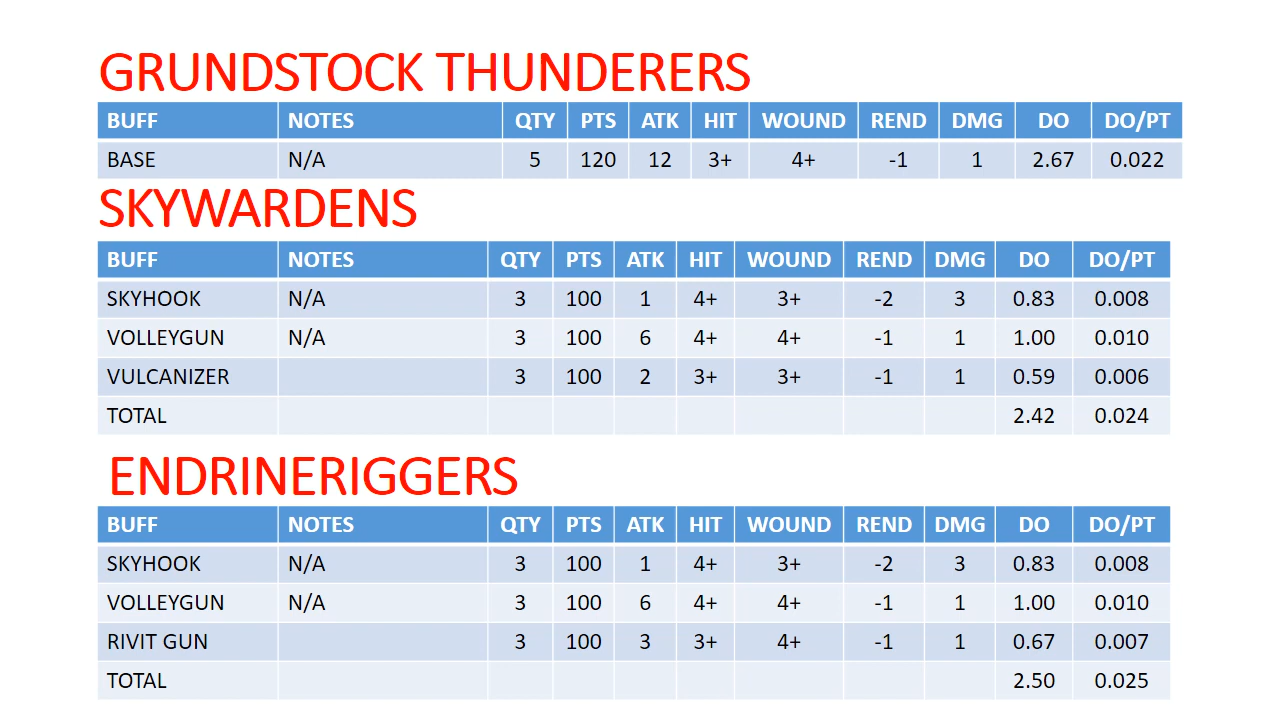 GRUNDSTOCK THUNDERERS
BUFF NOTES QTY PTS ATK HIT WOUND REND DMG DO DO/PT
BASE N/A 5 120 12 3+ 4+ -1 1 2.67 0.022
SKYWARDENS
BUFF NOTES QTY PTS ATK HIT WOUND REND DMG DO DO/PT
SKYHOOK N/A 3 100 1 4+ 3+ -2 3 0.83 0.008
VOLLEYGUN N/A 3 100 6 4+ 4+ -1 1 1.00 0.010
VULCANIZER 3 100 2 3+ 3+ -1 1 0.59 0.006
TOTAL 2.42 0.024
ENDRINERIGGERS
BUFF NOTES QTY PTS ATK HIT WOUND REND DMG DO DO/PT
SKYHOOK N/A 3 100 1 4+ 3+ -2 3 0.83 0.008
VOLLEYGUN N/A 3 100 6 4+ 4+ -1 1 1.00 0.010
RIVIT GUN 3 100 3 3+ 4+ -1 1 0.67 0.007
TOTAL 2.50 0.025